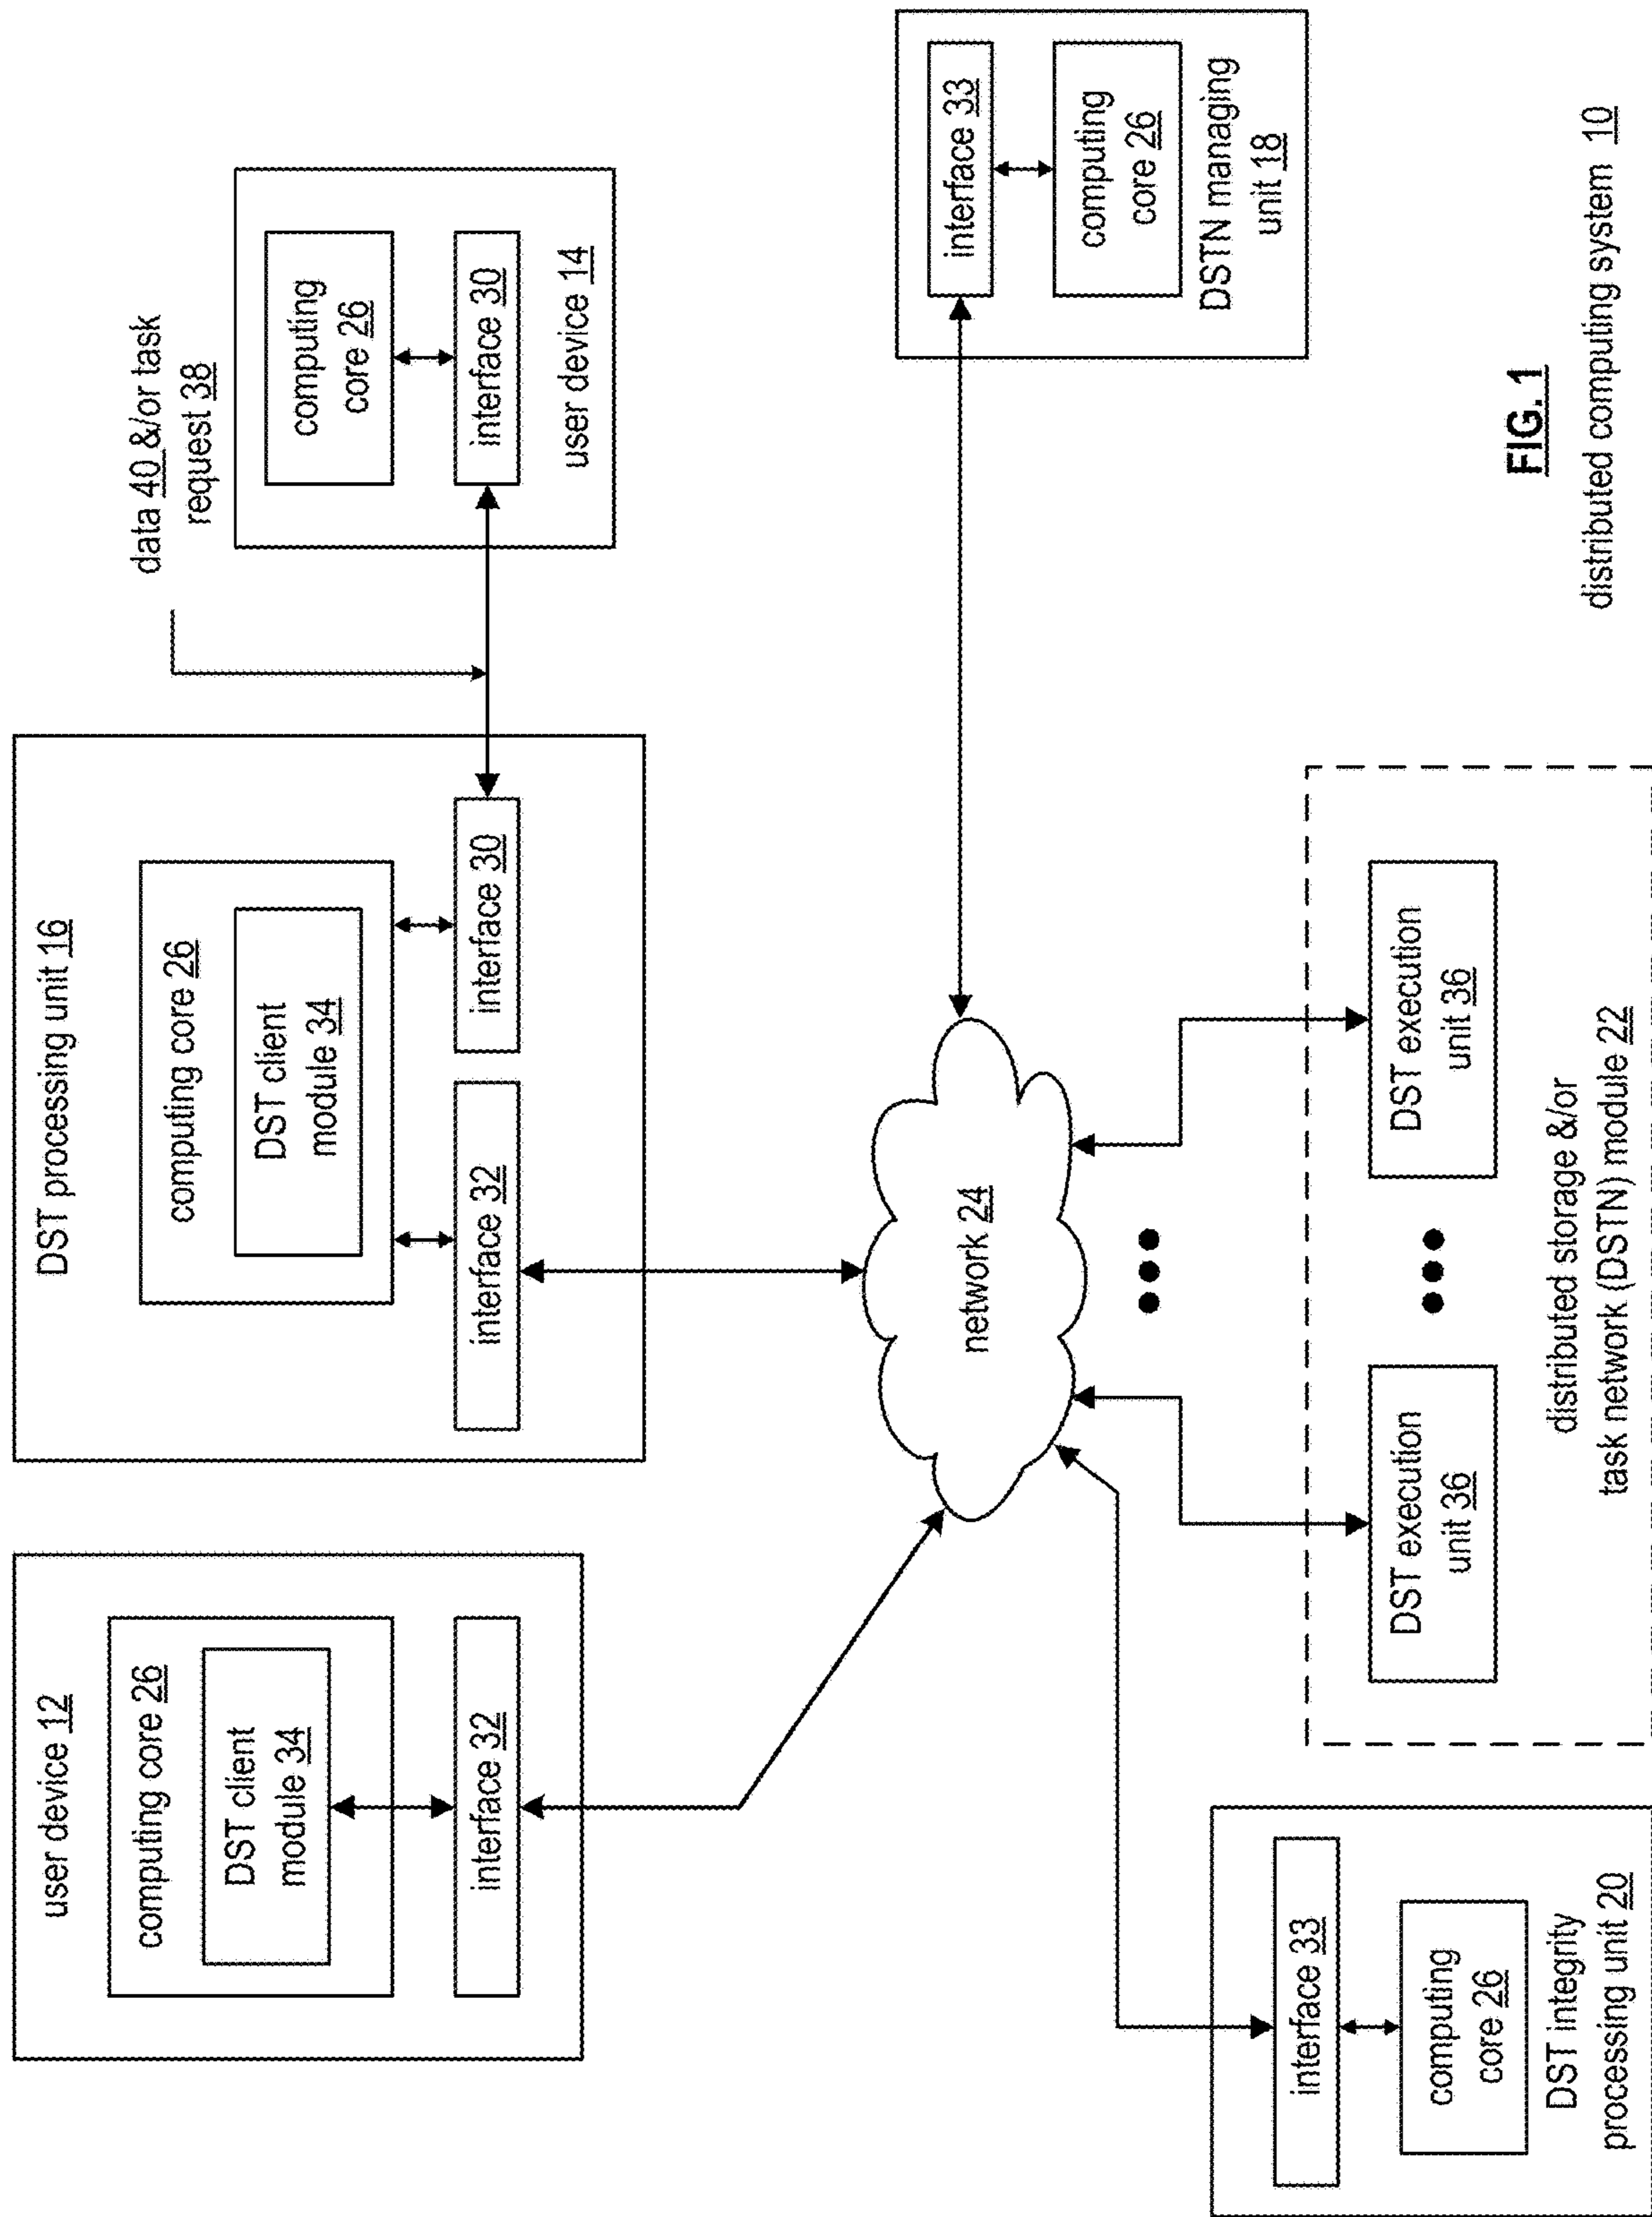 user device 12
computing core 26
DST client
module 34
interface 32
DST processing unit 16
computing core 26
DST client
module 34
interface 32
interface 30
data 40 &/or task
request 38
computing
core 26
interface 30
user device 14
network 24
interface 33
computing
core 26
DSTN managing
unit 18
interface 33
computing
core 26
DST integrity
processing unit 20
DST execution
unit 36
DST execution
unit 36
distributed storage &/or
task network (DSTN) module 22
FIG. 1
distributed computing system 10